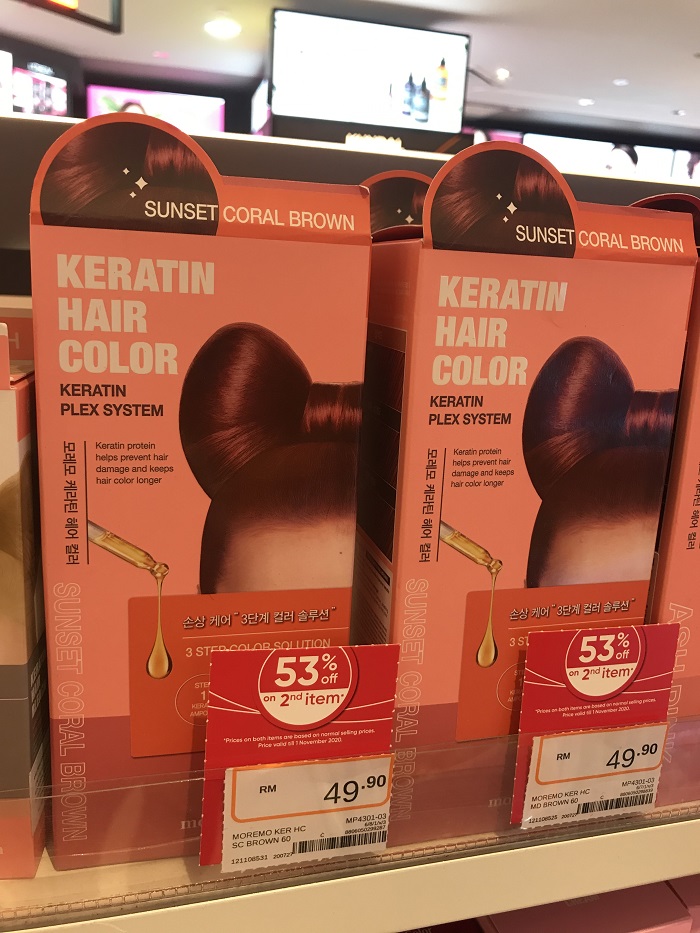 SUNSET CORAL BROWN
KERATIN
HAIR
COLOR
KERATIN
PLEX SYSTEM
모레모 케라틴 헤어 컬러
Keratin protein
helps prevent hair
damage and keeps
hair color longer
손상 케어 " 3단계 컬러 솔루션 "
3 STEP COLOR SOLUTION
SUNSET CORAL BROWN
53% off
on 2nd item*
*Prices on both items are based on normal selling prices.
Price valid till 1 November 2020.
RM 49.90
MOREMO KER HC
SC BROWN 60
MP4301-03
121106531
SUNSET CORAL BROWN
KERATIN
HAIR
COLOR
KERATIN
PLEX SYSTEM
모레모 케라틴 헤어 컬러
Keratin protein
helps prevent hair
damage and keeps
hair color longer
손상 케어 " 3단계 컬러 솔루션 "
SUNSET CORAL BROWN
53% off
on 2nd item*
*Prices on both items are based on normal selling prices.
Price valid till 1 November 2020.
RM 49.90
MOREMO KER HC
MD BROWN 60
MP4301-03
121106525